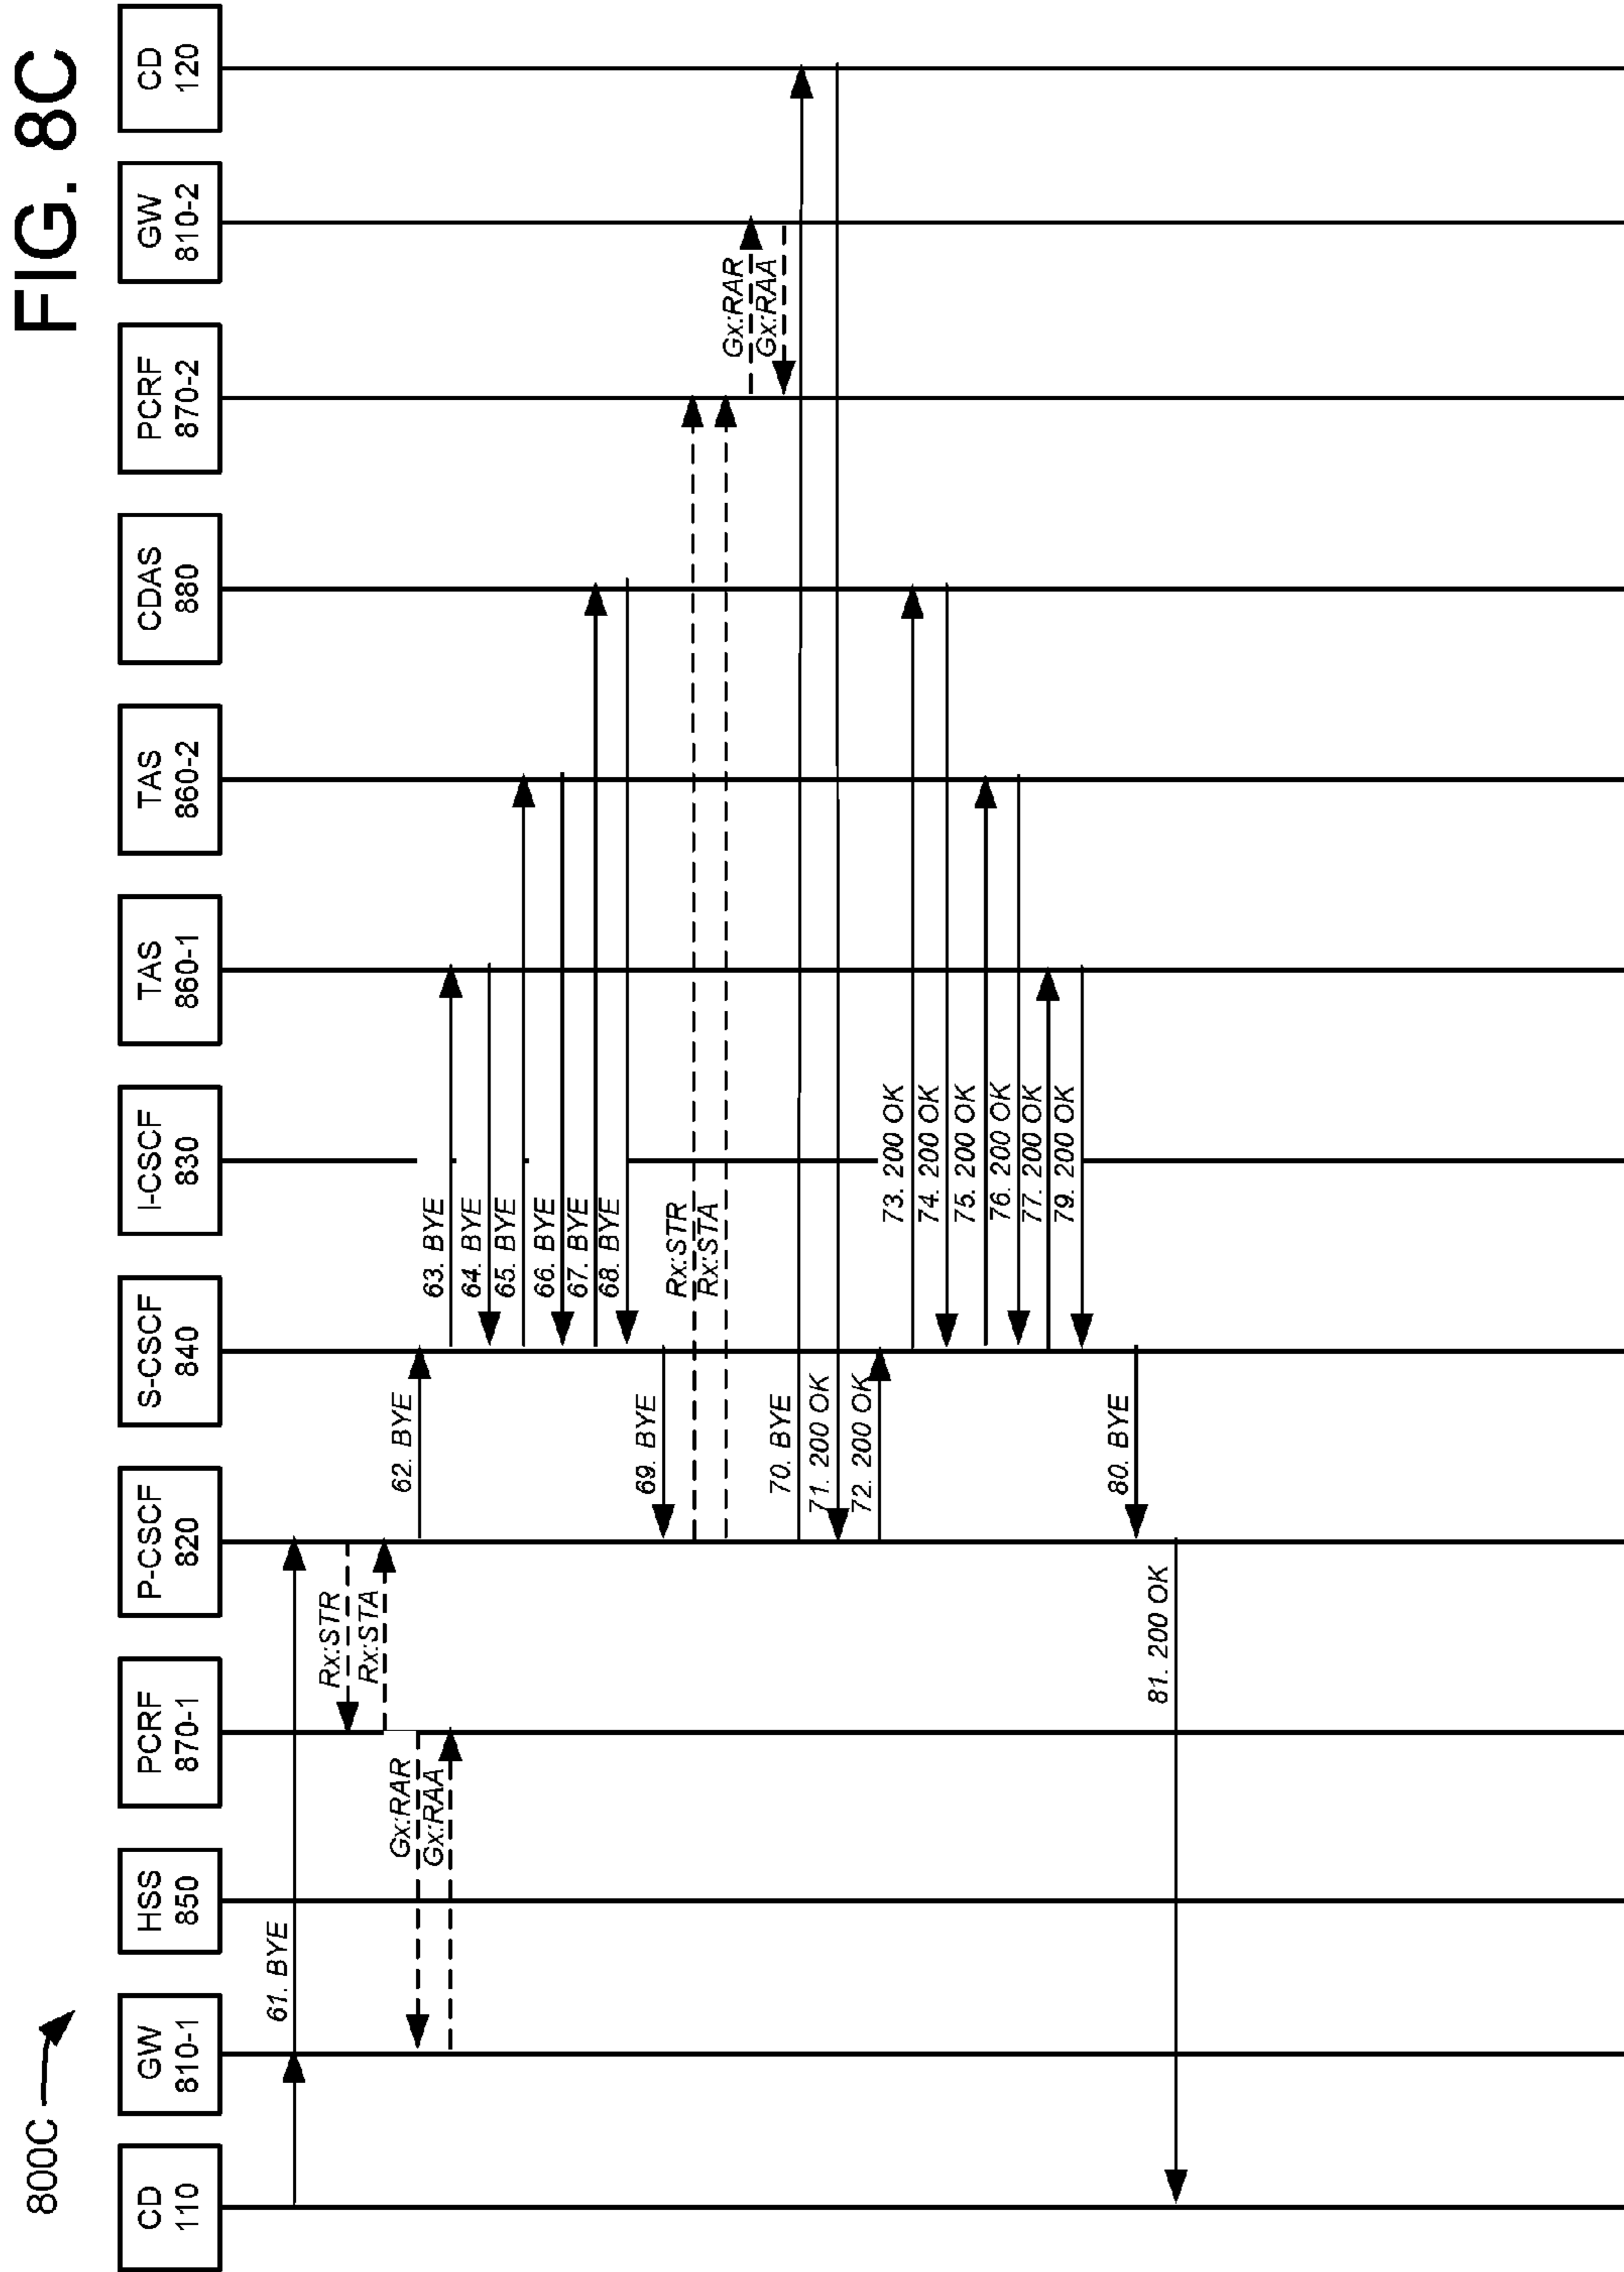 FIG. 8C
800C
CD
110
GW
810-1
HSS
850
PCRF
870-1
P-CSCF
820
S-CSCF
840
I-CSCF
830
TAS
860-1
TAS
860-2
CDAS
880
PCRF
870-2
GW
810-2
CD
120
61. BYE
Rx:STR
Rx:STA
Gx:RAR
Gx:RAA
62. BYE
63. BYE
64. BYE
65. BYE
66. BYE
67. BYE
68. BYE
69. BYE
Rx:STR
Rx:STA
Gx:RAR
Gx:RAA
70. BYE
71. 200 OK
72. 200 OK
73. 200 OK
74. 200 OK
75. 200 OK
76. 200 OK
77. 200 OK
79. 200 OK
80. BYE
81. 200 OK